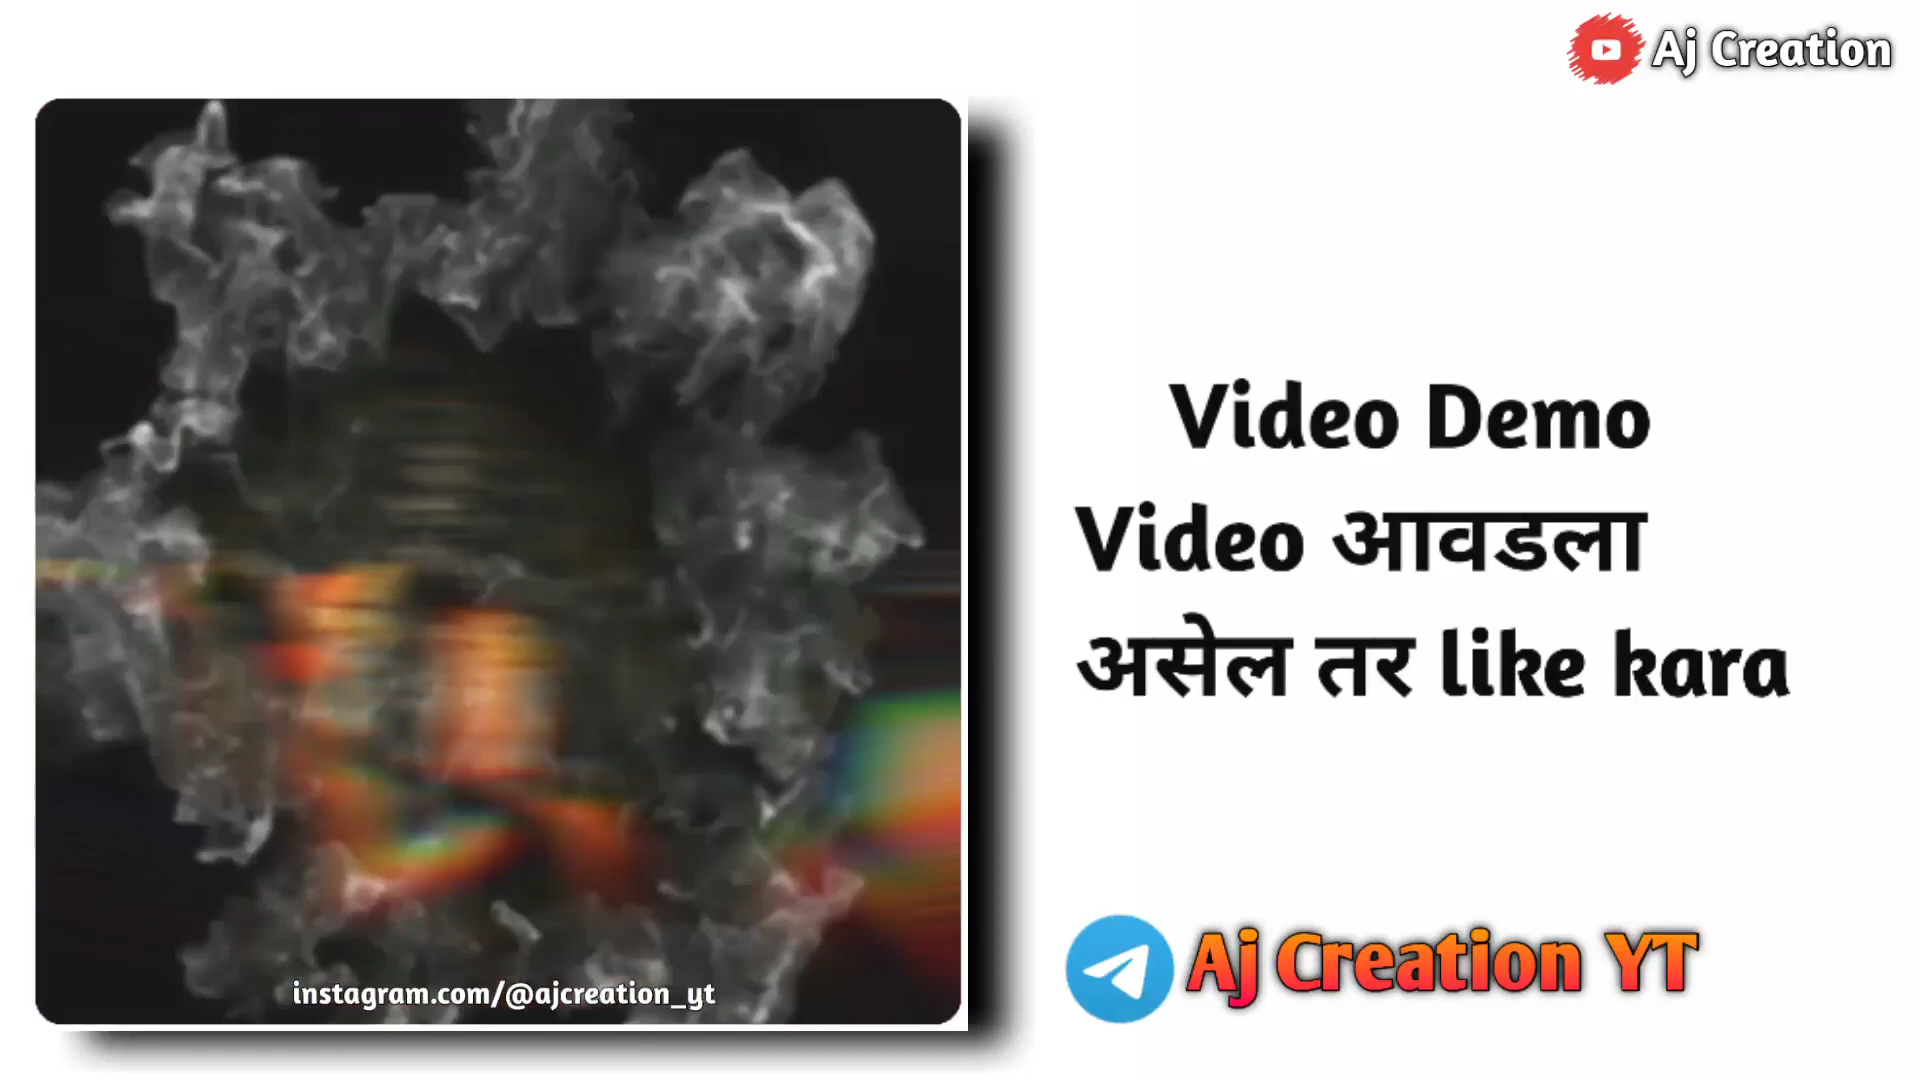 Aj Creation
Video Demo
Video आवडला
असेल तर like kara
instagram.com/@ajcreation_yt
Aj Creation YT